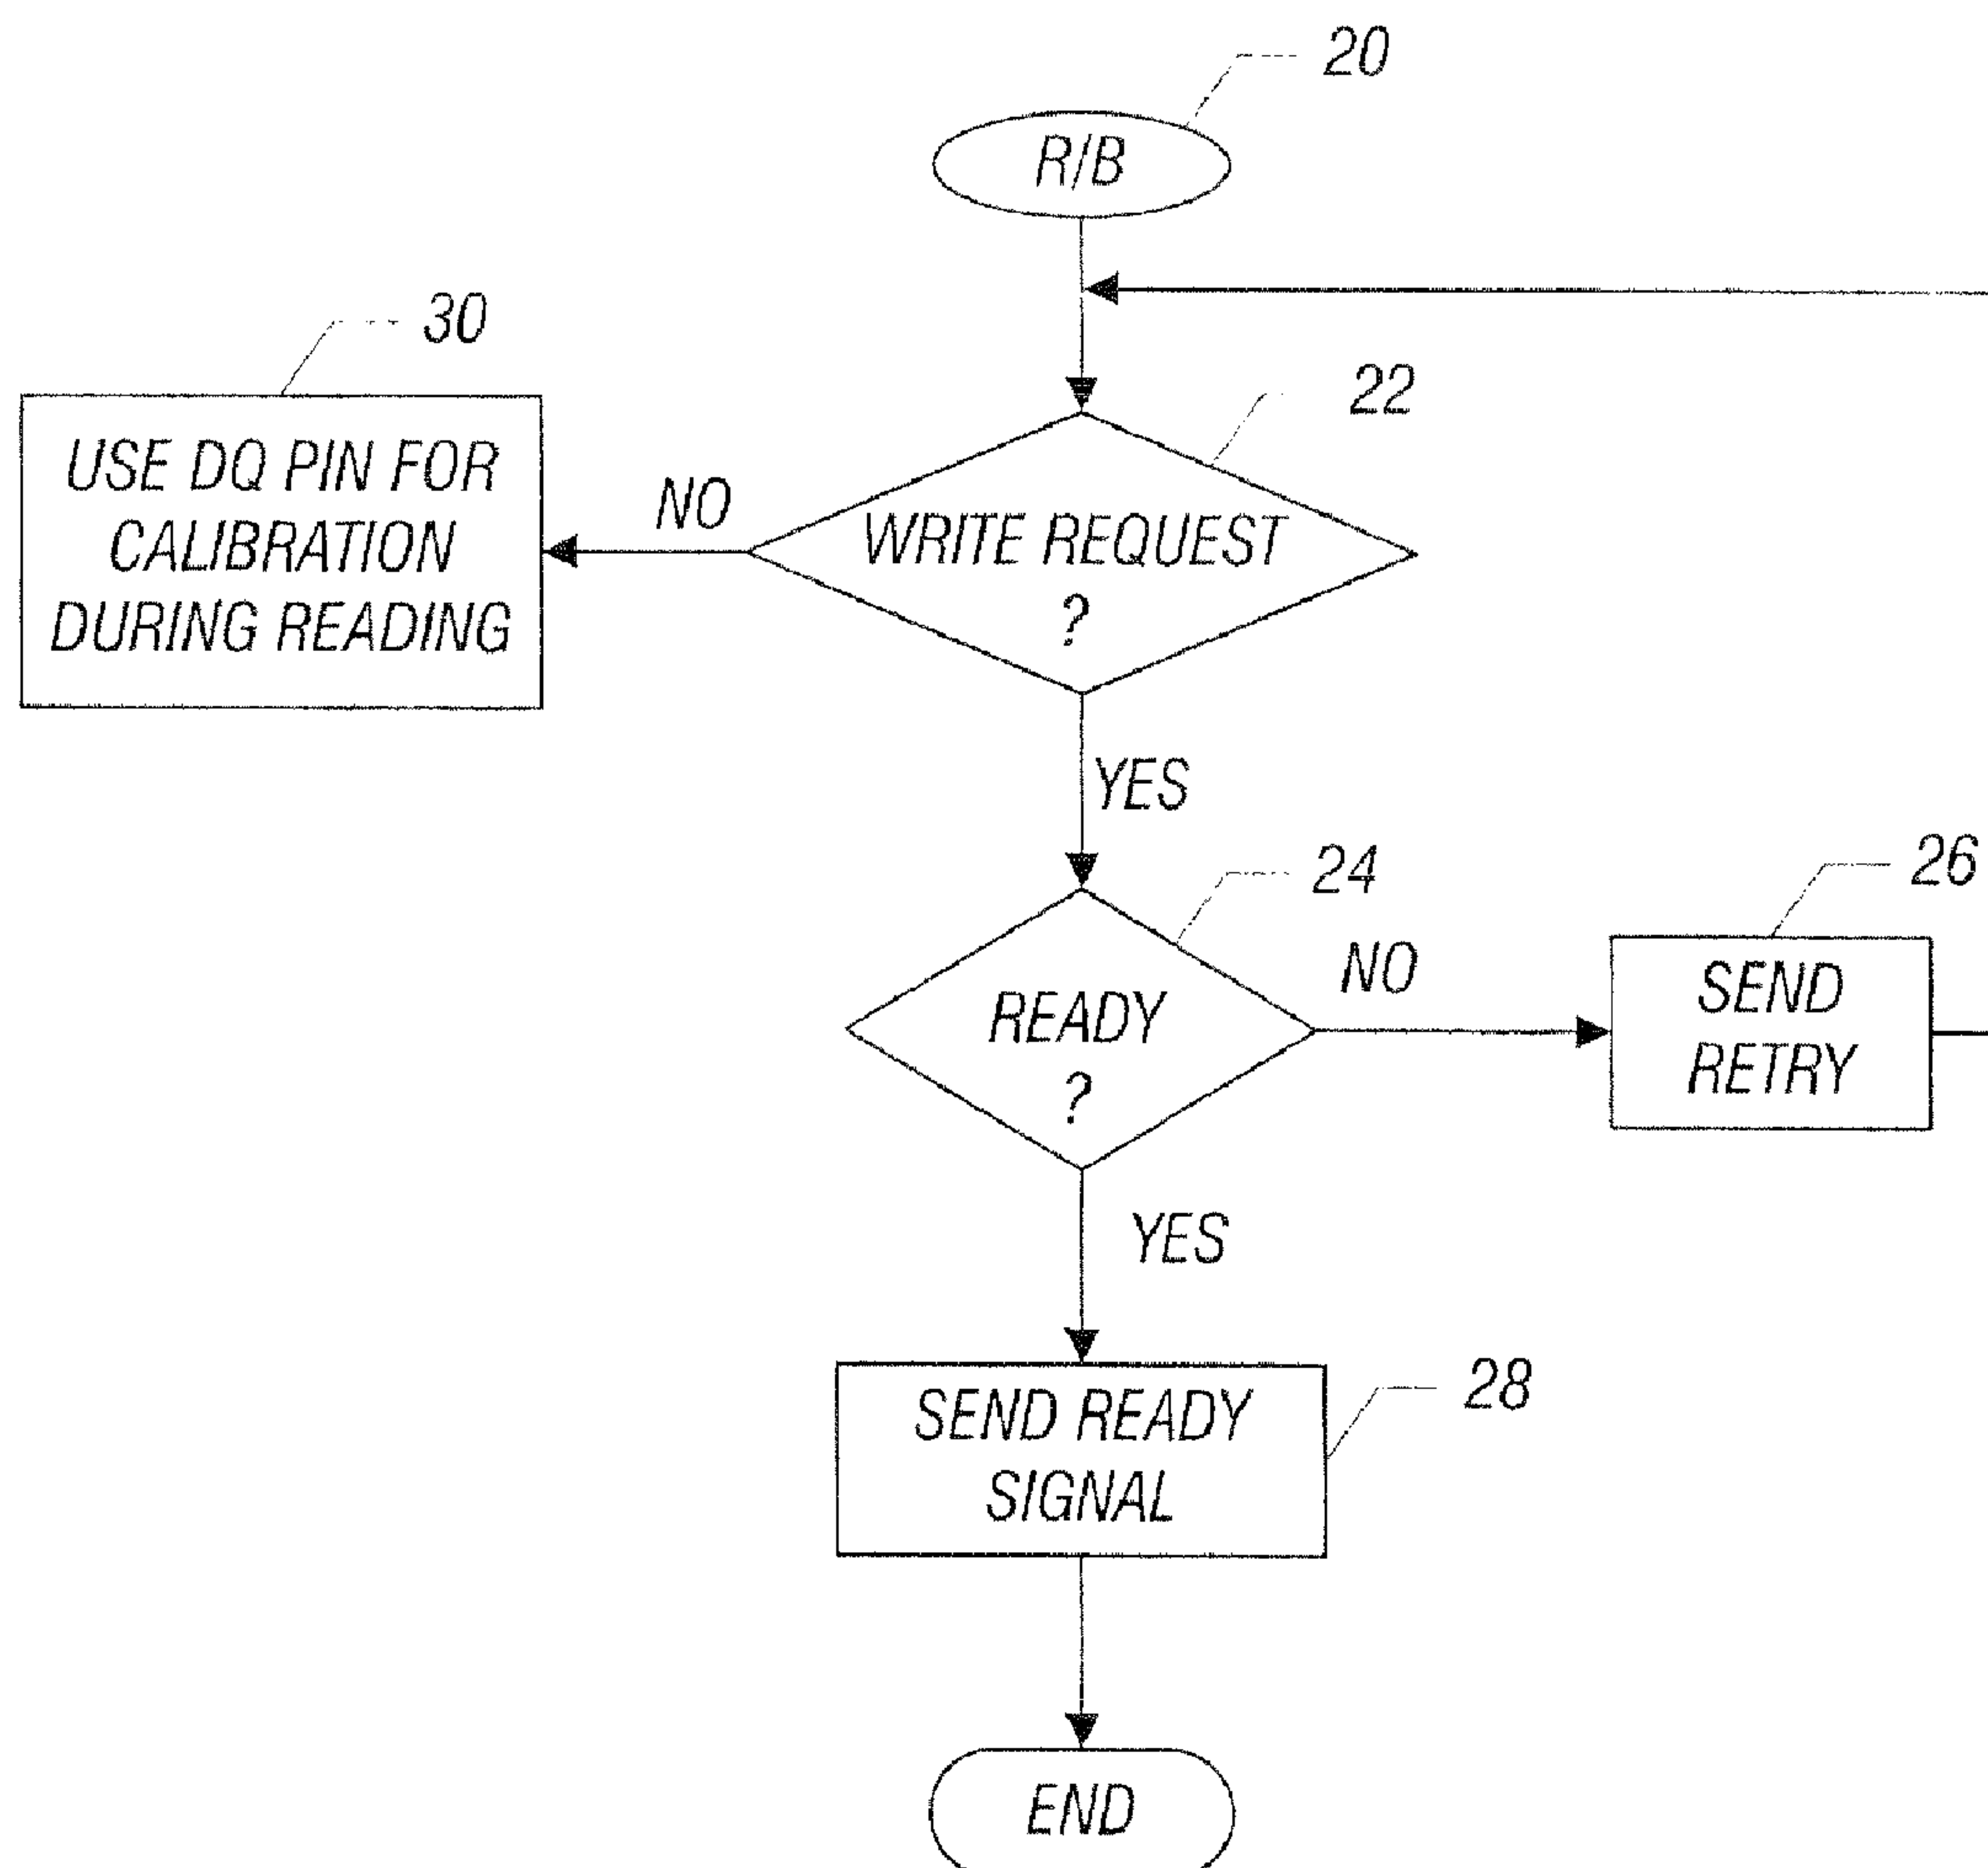 20
R/B
30
22
USE DQ PIN FOR
CALIBRATION
DURING READING
NO
WRITE REQUEST
?
YES
24
26
NO
READY
?
SEND
RETRY
YES
28
SEND READY
SIGNAL
END